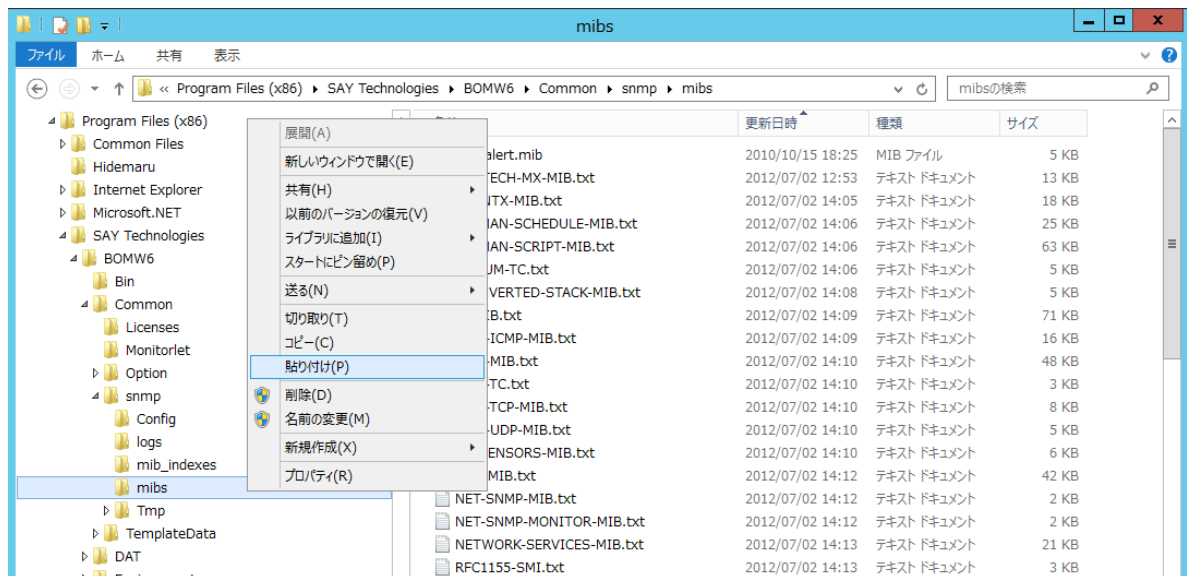 mibs
ファイル ホーム 共有 表示
« Program Files (x86) ▸ SAY Technologies ▸ BOMW6 ▸ Common ▸ snmp ▸ mibs
mibsの検索
Program Files (x86)
Common Files
Hidemaru
Internet Explorer
Microsoft.NET
SAY Technologies
BOMW6
Bin
Common
Licenses
Monitorlet
Option
snmp
Config
logs
mib_indexes
mibs
Tmp
TemplateData
DAT
展開(A)
新しいウィンドウで開く(E)
共有(H)
以前のバージョンの復元(V)
ライブラリに追加(I)
スタートにピン留め(P)
送る(N)
切り取り(T)
コピー(C)
貼り付け(P)
削除(D)
名前の変更(M)
新規作成(X)
プロパティ(R)
更新日時 種類 サイズ
alert.mib 2010/10/15 18:25 MIB ファイル 5 KB
TECH-MX-MIB.txt 2012/07/02 12:53 テキスト ドキュメント 13 KB
NTX-MIB.txt 2012/07/02 14:05 テキスト ドキュメント 18 KB
MAN-SCHEDULE-MIB.txt 2012/07/02 14:06 テキスト ドキュメント 25 KB
MAN-SCRIPT-MIB.txt 2012/07/02 14:06 テキスト ドキュメント 63 KB
UM-TC.txt 2012/07/02 14:06 テキスト ドキュメント 5 KB
VERTED-STACK-MIB.txt 2012/07/02 14:08 テキスト ドキュメント 5 KB
IB.txt 2012/07/02 14:09 テキスト ドキュメント 71 KB
-ICMP-MIB.txt 2012/07/02 14:09 テキスト ドキュメント 16 KB
-MIB.txt 2012/07/02 14:10 テキスト ドキュメント 48 KB
-TC.txt 2012/07/02 14:10 テキスト ドキュメント 3 KB
-TCP-MIB.txt 2012/07/02 14:10 テキスト ドキュメント 8 KB
-UDP-MIB.txt 2012/07/02 14:10 テキスト ドキュメント 5 KB
ENSORS-MIB.txt 2012/07/02 14:10 テキスト ドキュメント 6 KB
MIB.txt 2012/07/02 14:12 テキスト ドキュメント 42 KB
NET-SNMP-MIB.txt 2012/07/02 14:12 テキスト ドキュメント 2 KB
NET-SNMP-MONITOR-MIB.txt 2012/07/02 14:12 テキスト ドキュメント 2 KB
NETWORK-SERVICES-MIB.txt 2012/07/02 14:13 テキスト ドキュメント 21 KB
RFC1155-SMI.txt 2012/07/02 14:13 テキスト ドキュメント 3 KB